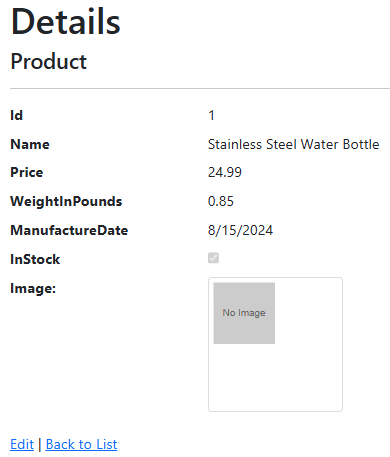 Details
Product
Id 1
Name Stainless Steel Water Bottle
Price 24.99
WeightInPounds 0.85
ManufactureDate 8/15/2024
InStock
Image:
No Image
Edit | Back to List